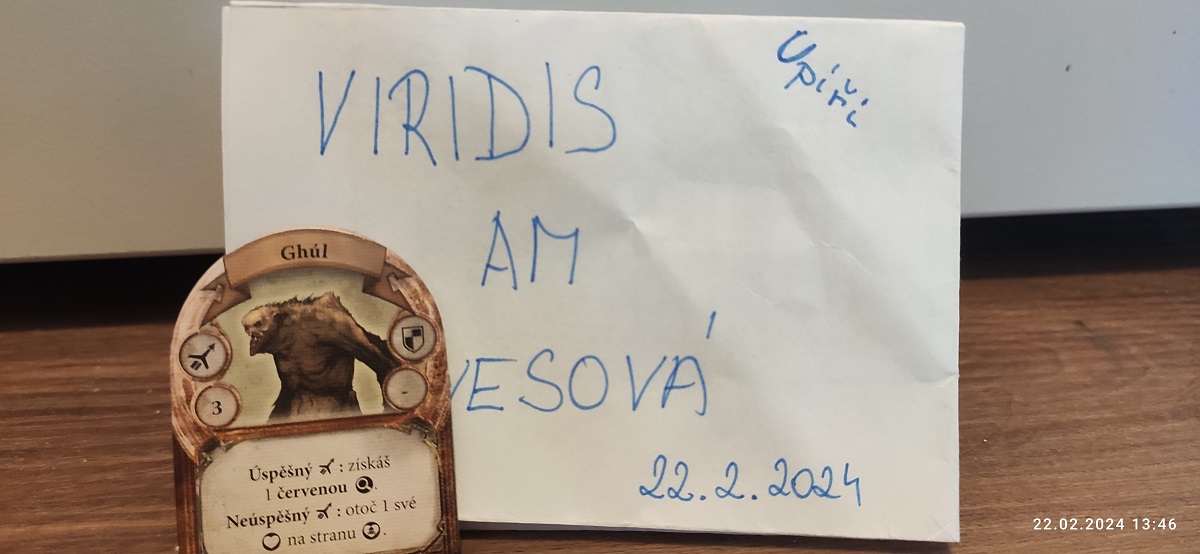 VIRIDIS
Upíři
AM
VESOVÁ
22.2.2024
Ghúl
3
-
Úspěšný : získáš
1 červenou .
Neúspěšný : otoč 1 své
na stranu .
22.02.2024 13:46